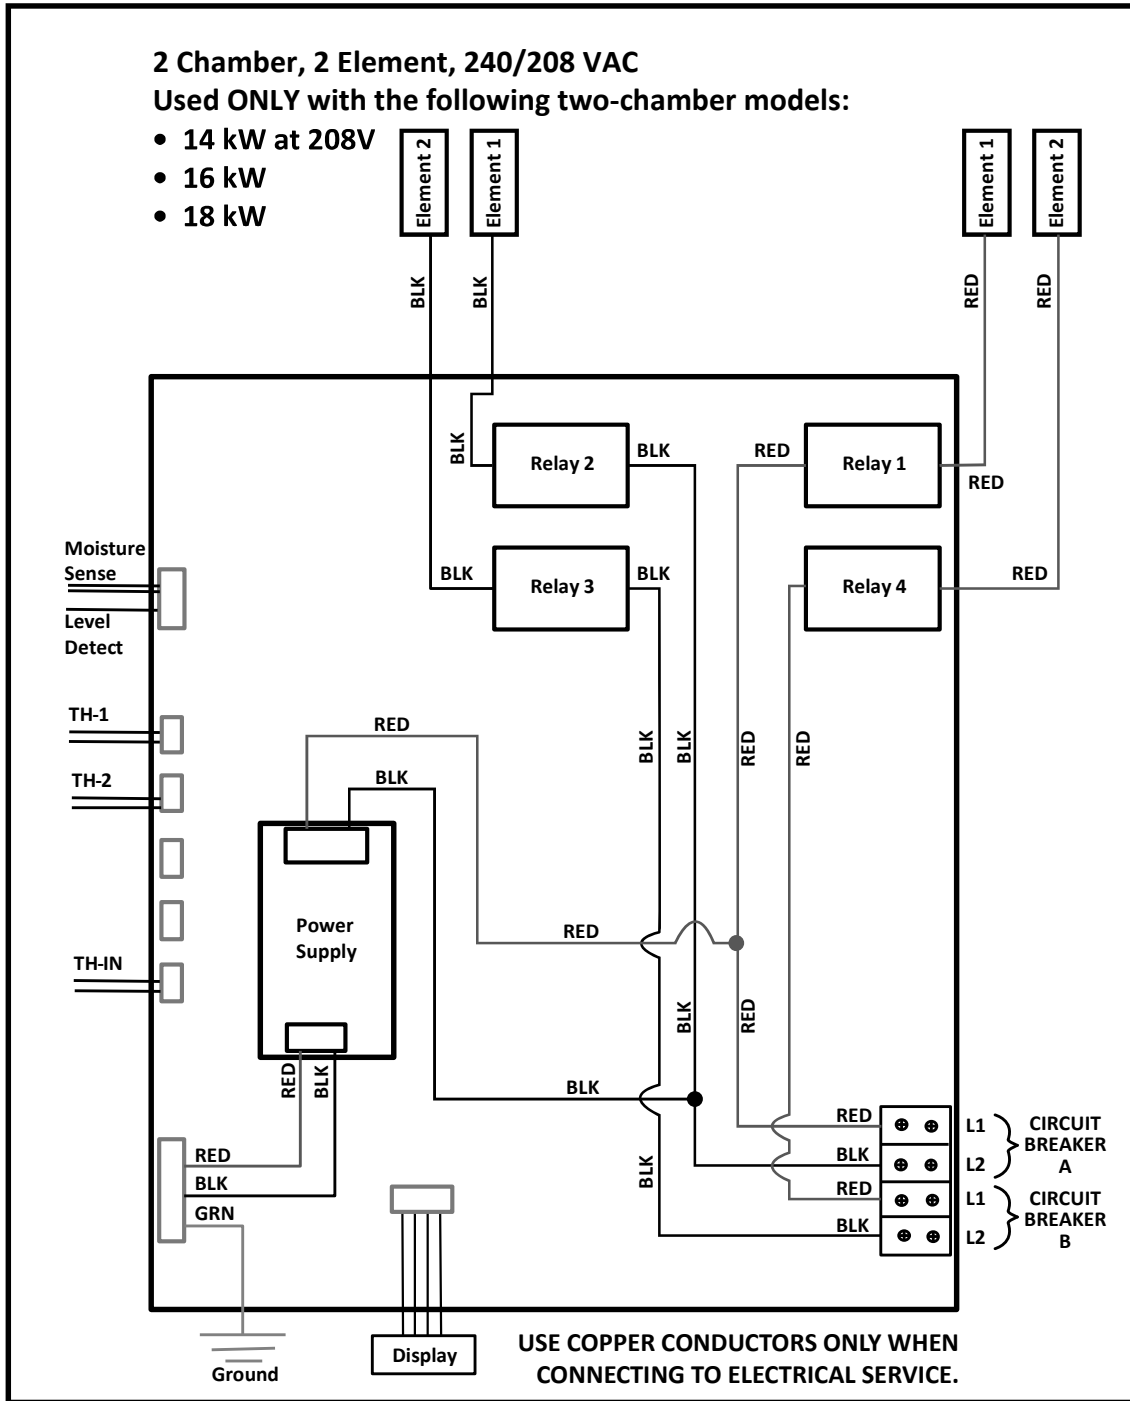 2 Chamber, 2 Element, 240/208 VAC
Used ONLY with the following two-chamber models:
• 14 kW at 208V
• 16 kW
• 18 kW
Element 2
Element 1
Element 1
Element 2
BLK
BLK
RED
RED
BLK
Relay 2
BLK
RED
Relay 1
RED
Moisture
Sense
Level
Detect
BLK
Relay 3
BLK
Relay 4
RED
TH-1
RED
BLK
BLK
RED
RED
TH-2
BLK
Power
Supply
RED
TH-IN
BLK
RED
RED
BLK
BLK
RED
L1
CIRCUIT
BREAKER
A
BLK
L2
RED
BLK
GRN
BLK
RED
L1
CIRCUIT
BREAKER
B
BLK
L2
Ground
Display
USE COPPER CONDUCTORS ONLY WHEN
CONNECTING TO ELECTRICAL SERVICE.